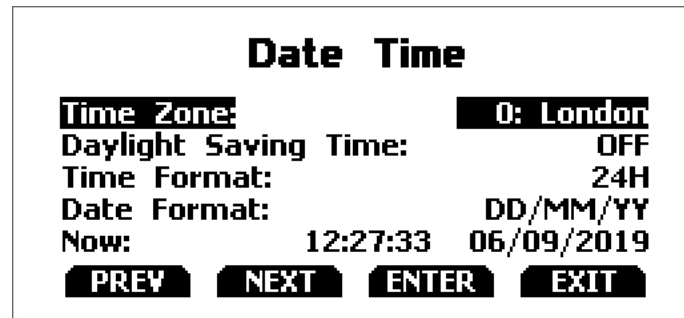 Date Time
Time Zone: 0: London
Daylight Saving Time: OFF
Time Format: 24H
Date Format: DD/MM/YY
Now: 12:27:33 06/09/2019
PREV NEXT ENTER EXIT